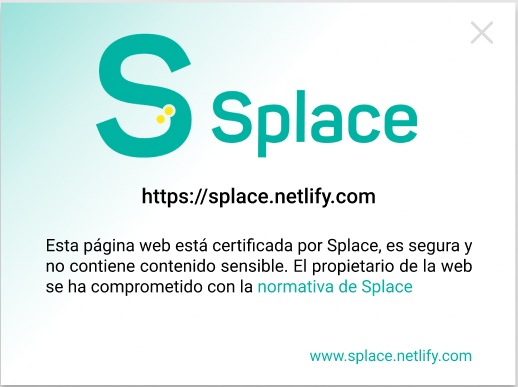 S Splace
https://splace.netlify.com
Esta página web está certificada por Splace, es segura y
no contiene contenido sensible. El propietario de la web
se ha comprometido con la normativa de Splace
www.splace.netlify.com